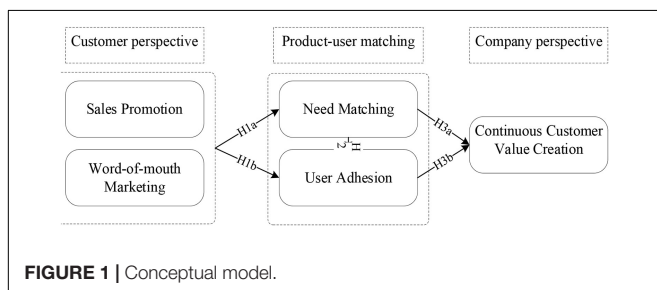 Customer perspective
Product-user matching
Company perspective
Sales Promotion
Need Matching
H1a
H3a
Continuous Customer
Value Creation
H2
H1b
H3b
Word-of-mouth
Marketing
User Adhesion
FIGURE 1 | Conceptual model.